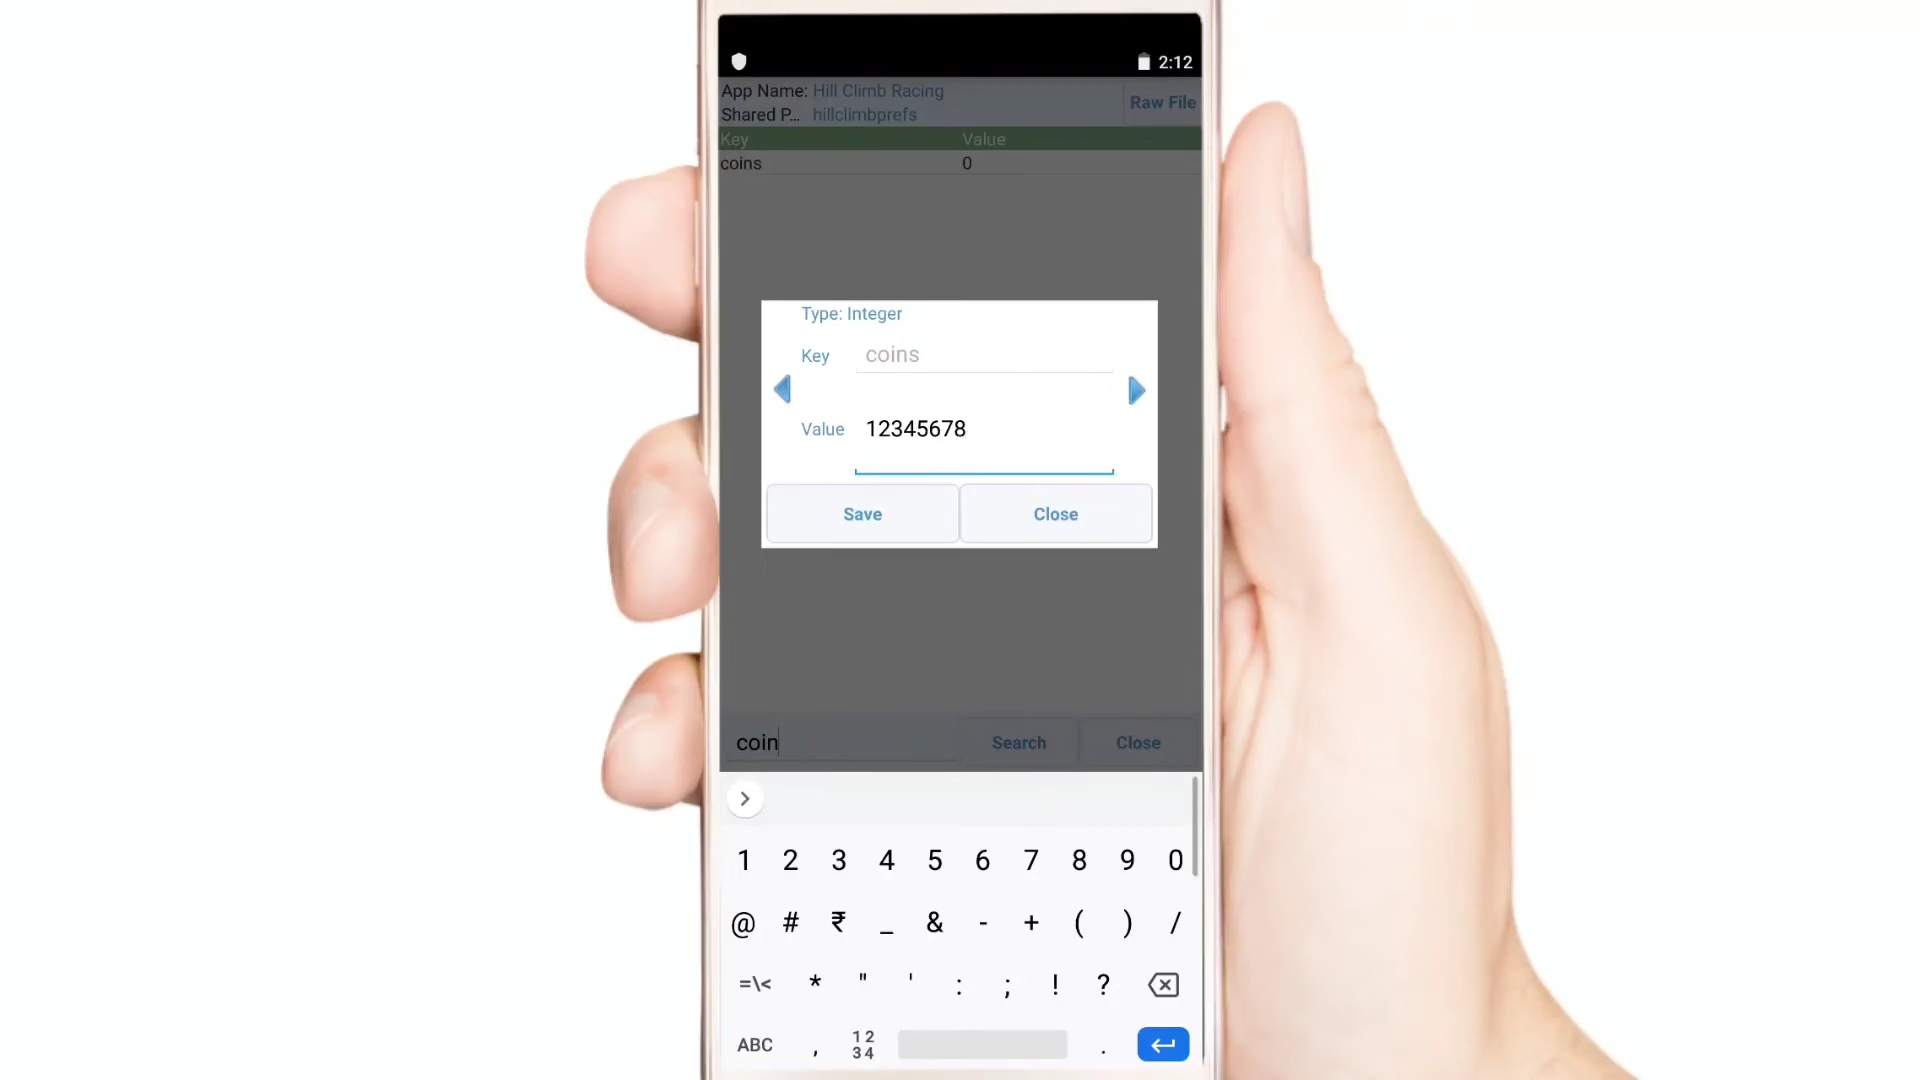 2:12
App Name: Hill Climb Racing
Raw File
Shared P... hillclimbprefs
Key Value
coins 0
Type: Integer
Key coins
Value 12345678
Save Close
coin Search Close
1 2 3 4 5 6 7 8 9 0
@ # ₹ _ & - + ( ) /
=\< * " ' : ; ! ?
ABC , 12 34 .